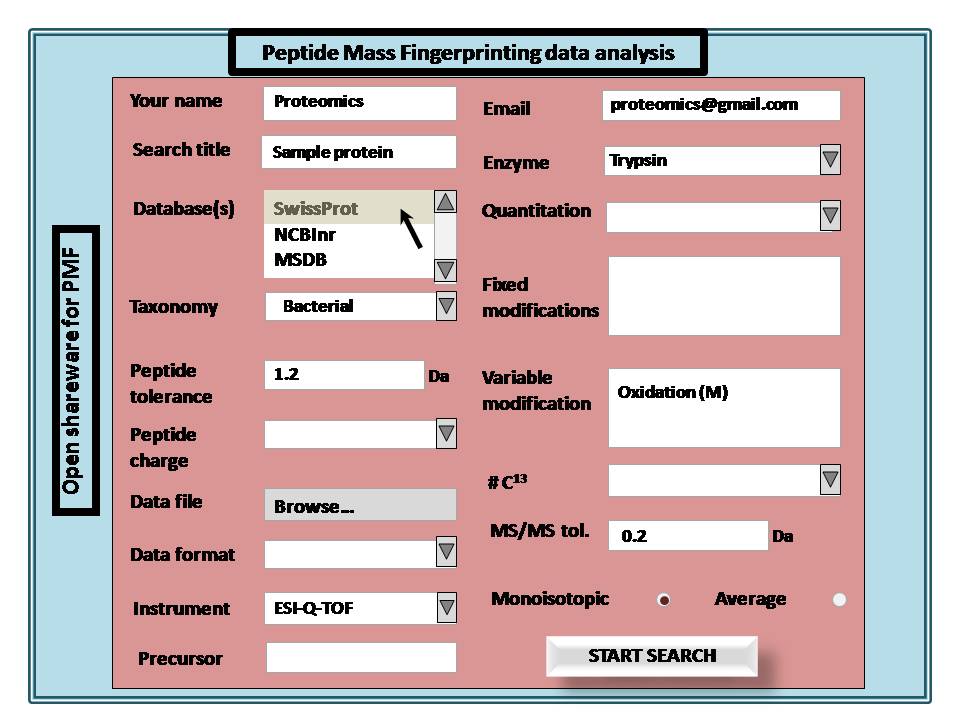 Peptide Mass Fingerprinting data analysis
Open shareware for PMF
Your name
Proteomics
Email
proteomics@gmail.com
Search title
Sample protein
Enzyme
Trypsin
Database(s)
SwissProt
NCBInr
MSDB
Quantitation
Taxonomy
Bacterial
Fixed
modifications
Peptide
tolerance
1.2
Da
Variable
modification
Oxidation (M)
Peptide
charge
# C¹³
Data file
Browse...
MS/MS tol.
0.2
Da
Data format
Instrument
ESI-Q-TOF
Monoisotopic
Average
Precursor
START SEARCH